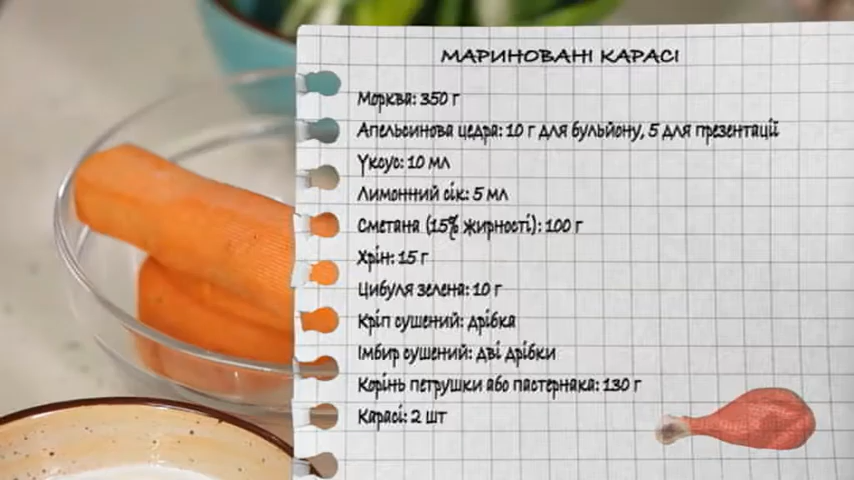 МАРИНОВАНІ КАРАСІ
Морква: 350 г
Апельсинова цедра: 10 г для бульйону, 5 для презентації
Уксус: 10 мл
Лимонний сік: 5 мл
Сметана (15% жирності): 100 г
Хрін: 15 г
Цибуля зелена: 10 г
Кріп сушений: дрібка
Імбир сушений: дві дрібки
Корінь петрушки або пастернака: 130 г
Карасі: 2 шт